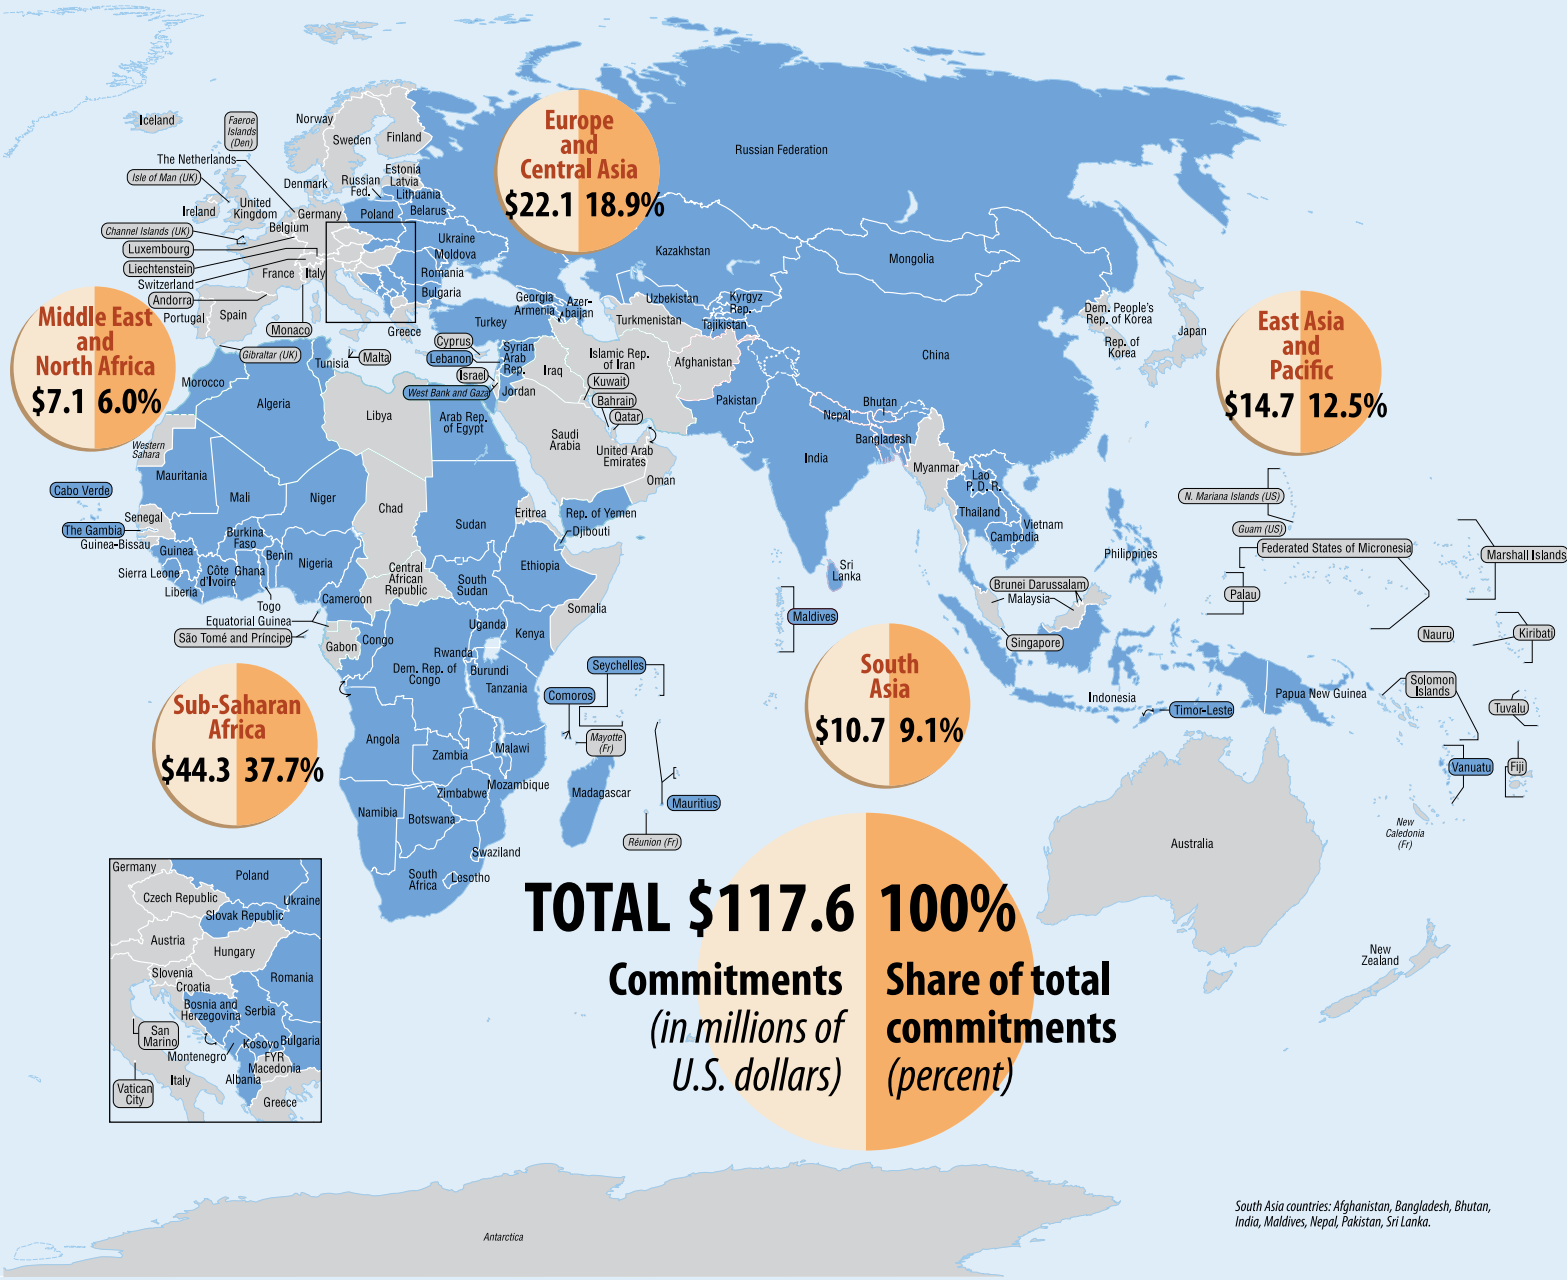 Iceland
Faeroe
Islands
(Den)
Norway
Sweden
Finland
The Netherlands
Isle of Man (UK)
Denmark
Russian
Fed.
Estonia
Latvia
Lithuania
Ireland
United
Kingdom
Germany
Poland
Belarus
Channel Islands (UK)
Belgium
Luxembourg
Ukraine
Moldova
Liechtenstein
Switzerland
France
Italy
Romania
Andorra
Bulgaria
Portugal
Spain
Monaco
Greece
Gibraltar (UK)
Malta
Tunisia
Europe
and
Central Asia
$22.1 18.9%
Russian Federation
Kazakhstan
Mongolia
Georgia
Armenia
Azer-
baijan
Uzbekistan
Kyrgyz
Rep.
Turkey
Turkmenistan
Tajikistan
Cyprus
Lebanon
Syrian
Arab
Rep.
Israel
West Bank and Gaza
Jordan
Iraq
Islamic Rep.
of Iran
Afghanistan
Kuwait
Bahrain
Qatar
China
Dem. People's
Rep. of Korea
Rep. of
Korea
Japan
Middle East
and
North Africa
$7.1 6.0%
East Asia
and
Pacific
$14.7 12.5%
Morocco
Algeria
Libya
Arab Rep.
of Egypt
Saudi
Arabia
United Arab
Emirates
Oman
Pakistan
Nepal
Bhutan
Bangladesh
India
Myanmar
Lao
P. D. R.
Thailand
Vietnam
Cambodia
Philippines
Western
Sahara
Mauritania
Cabo Verde
Mali
Niger
Chad
Sudan
Eritrea
Rep. of Yemen
Djibouti
Senegal
The Gambia
Guinea-Bissau
Guinea
Burkina
Faso
Benin
Nigeria
Sierra Leone
Côte
d'Ivoire
Ghana
Liberia
Togo
Cameroon
Central
African
Republic
South
Sudan
Ethiopia
Somalia
Equatorial Guinea
São Tomé and Príncipe
Gabon
Congo
Uganda
Kenya
Rwanda
Dem. Rep. of
Congo
Burundi
Tanzania
Sri
Lanka
Maldives
Brunei Darussalam
Malaysia
Singapore
N. Mariana Islands (US)
Guam (US)
Federated States of Micronesia
Marshall Islands
Palau
Nauru
Kiribati
Indonesia
Timor-Leste
Papua New Guinea
Solomon
Islands
Tuvalu
Vanuatu
Fiji
New
Caledonia
(Fr)
Seychelles
Comoros
Mayotte
(Fr)
Sub-Saharan
Africa
$44.3 37.7%
South
Asia
$10.7 9.1%
Angola
Zambia
Malawi
Mozambique
Zimbabwe
Madagascar
Mauritius
Réunion (Fr)
Namibia
Botswana
Swaziland
South
Africa
Lesotho
Australia
New
Zealand
TOTAL $117.6 100%
Commitments
(in millions of
U.S. dollars)
Share of total
commitments
(percent)
Germany
Poland
Czech Republic
Ukraine
Slovak Republic
Austria
Hungary
Slovenia
Croatia
Romania
Bosnia and
Herzegovina
Serbia
San
Marino
Kosovo
Bulgaria
Montenegro
FYR
Macedonia
Albania
Italy
Vatican
City
Greece
South Asia countries: Afghanistan, Bangladesh, Bhutan,
India, Maldives, Nepal, Pakistan, Sri Lanka.
Antarctica